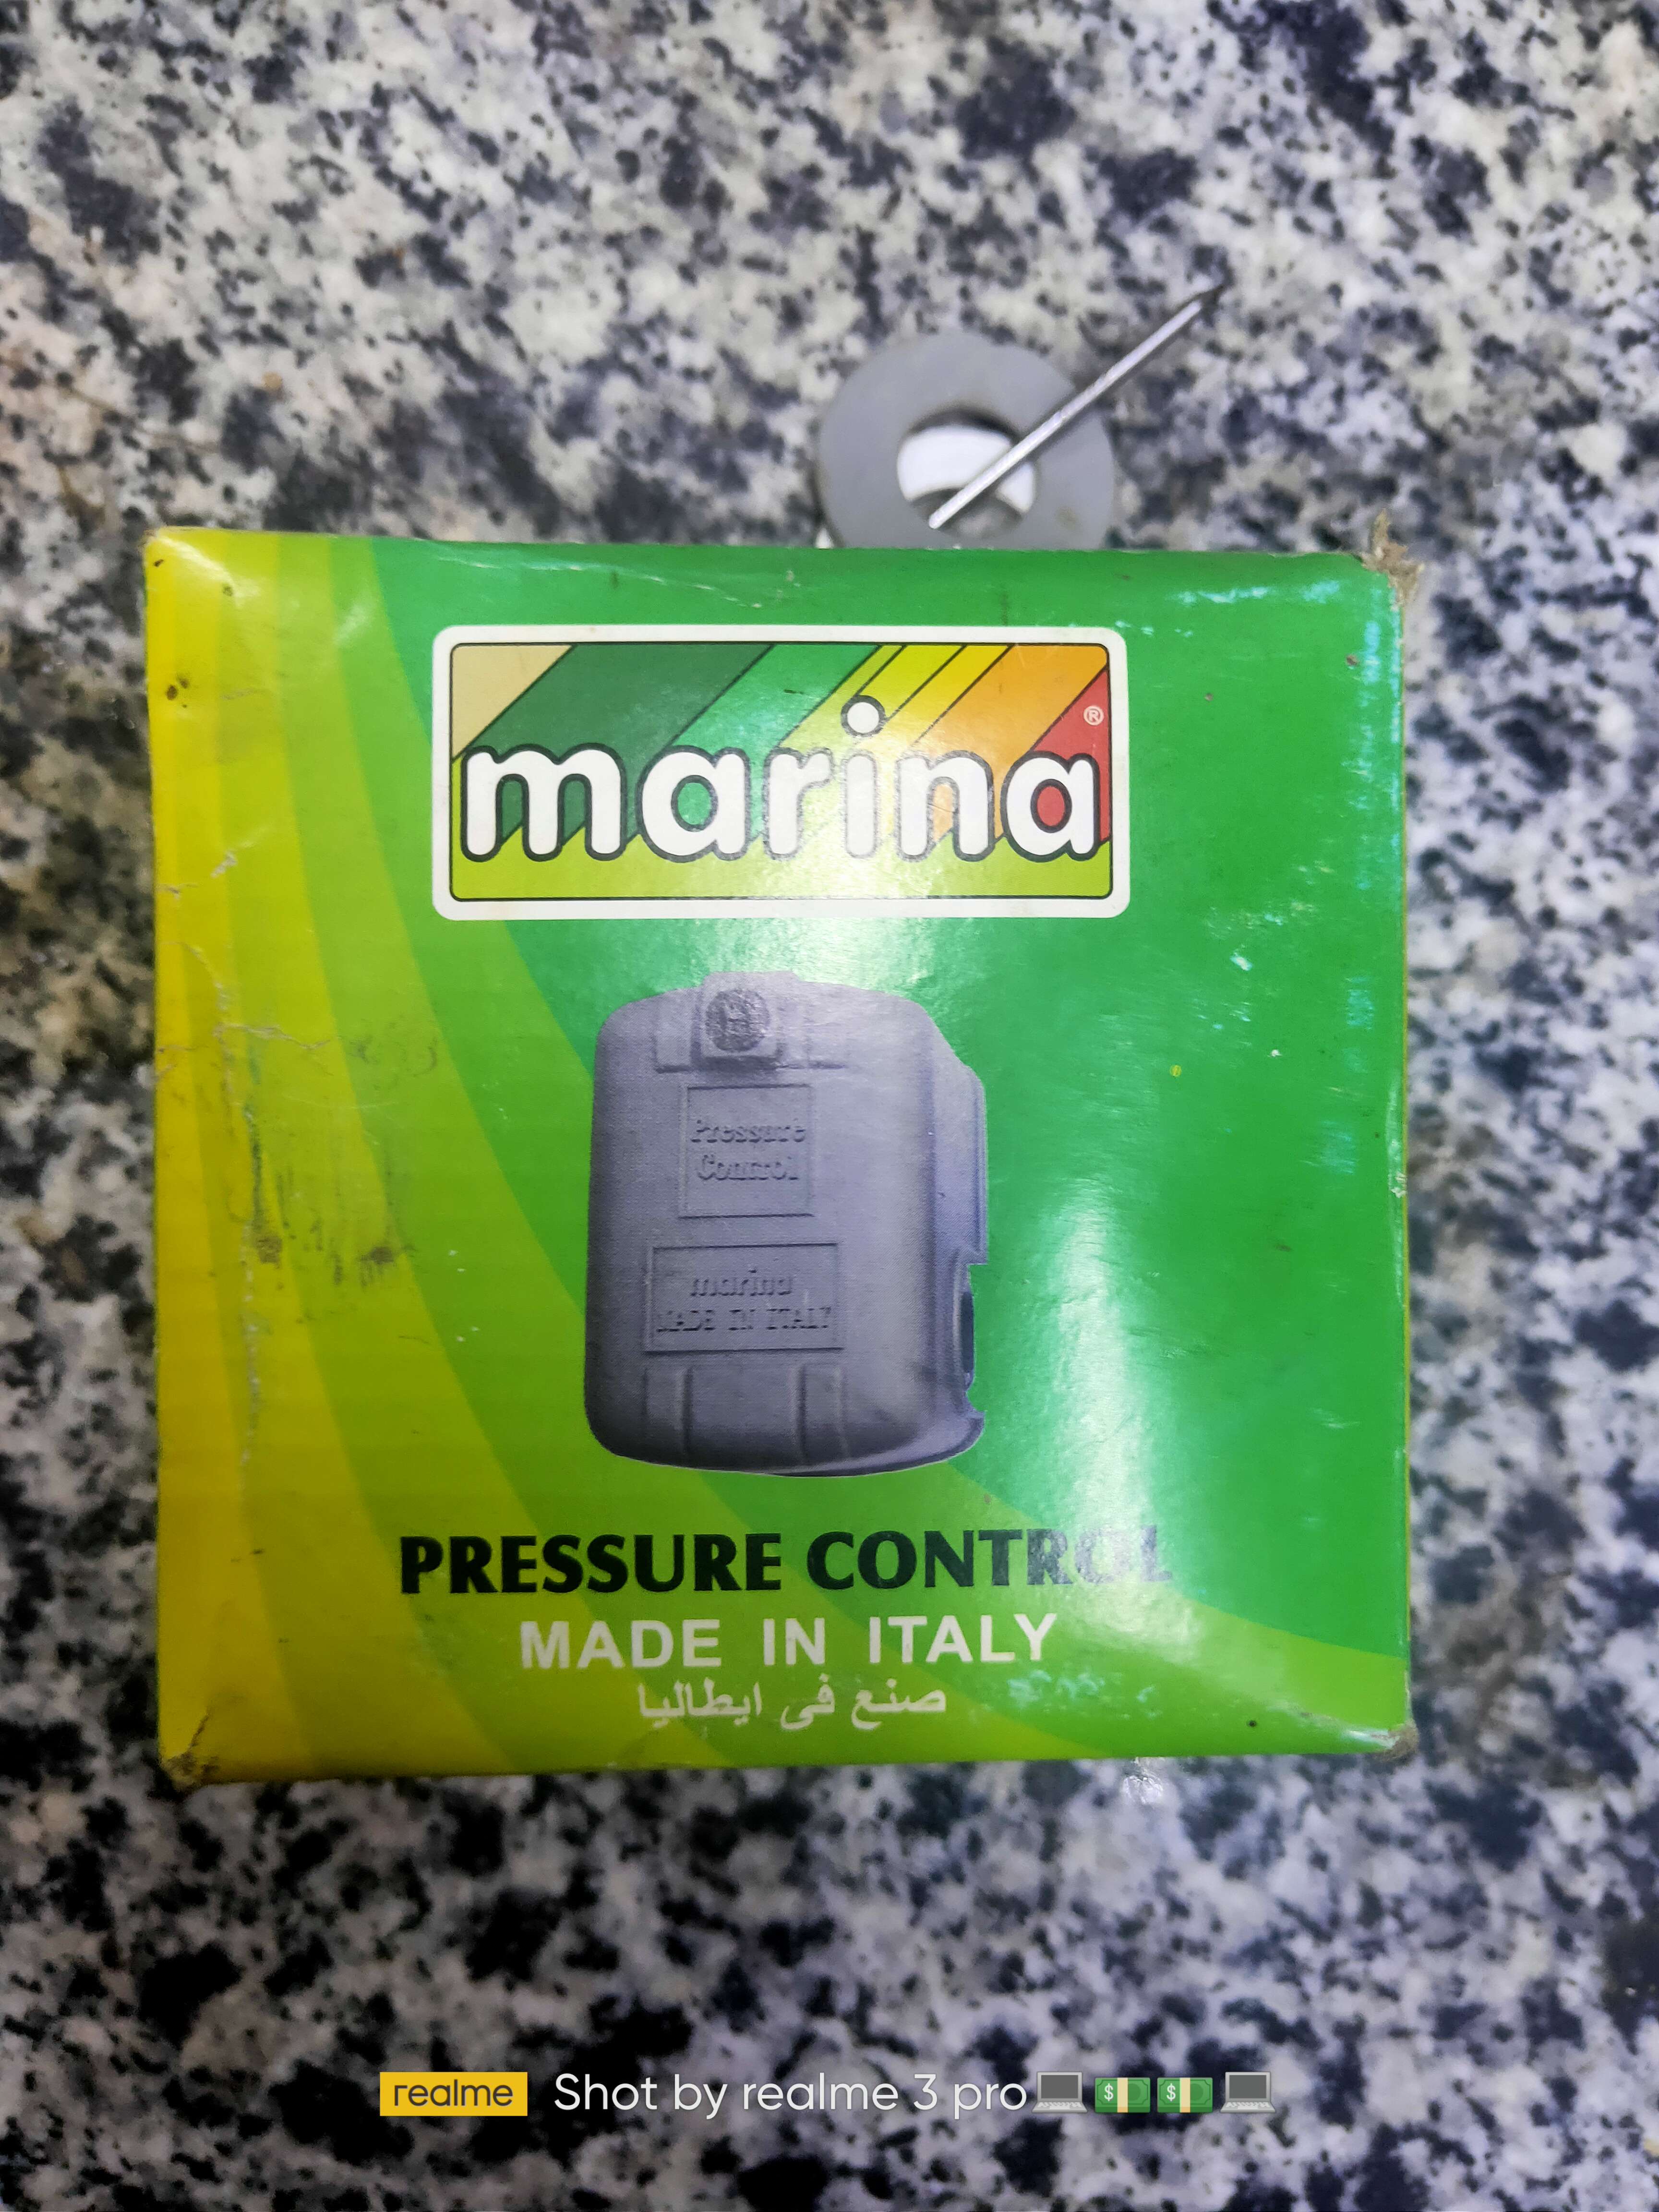 marina®
Pressure
Control
marina
MADE IN ITALY
PRESSURE CONTROL
MADE IN ITALY
صنع فى ايطاليا
realme Shot by realme 3 pro💻💵💵💻